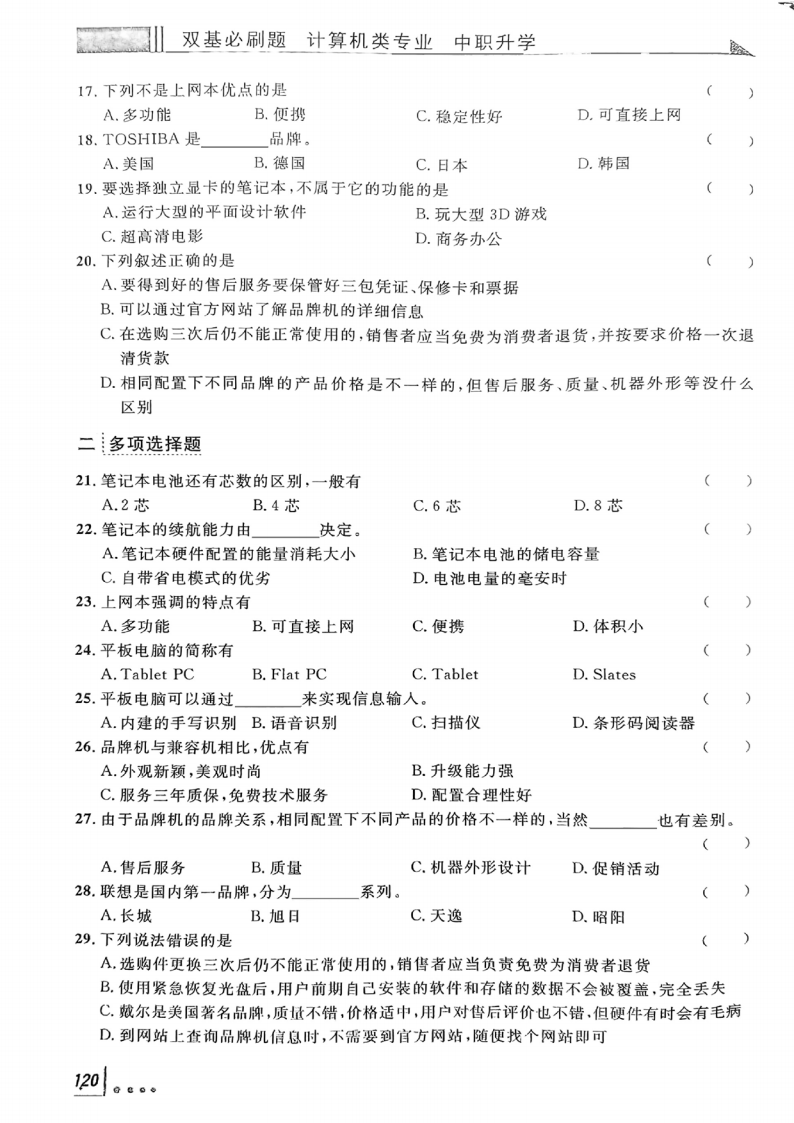 双基必刷题 计算机类专业 中职升学
17. 下列不是上网本优点的是 ( )
A. 多功能 B. 便携 C. 稳定性好 D. 可直接上网
18. TOSHIBA 是________品牌。 ( )
A. 美国 B. 德国 C. 日本 D. 韩国
19. 要选择独立显卡的笔记本,不属于它的功能的是 ( )
A. 运行大型的平面设计软件 B. 玩大型 3D 游戏
C. 超高清电影 D. 商务办公
20. 下列叙述正确的是 ( )
A. 要得到好的售后服务要保管好三包凭证、保修卡和票据
B. 可以通过官方网站了解品牌机的详细信息
C. 在选购三次后仍不能正常使用的,销售者应当免费为消费者退货,并按要求价格一次退
清货款
D. 相同配置下不同品牌的产品价格是不一样的,但售后服务、质量、机器外形等没什么
区别
二 多项选择题
21. 笔记本电池还有芯数的区别,一般有 ( )
A. 2 芯 B. 4 芯 C. 6 芯 D. 8 芯
22. 笔记本的续航能力由________决定。 ( )
A. 笔记本硬件配置的能量消耗大小 B. 笔记本电池的储电容量
C. 自带省电模式的优劣 D. 电池电量的毫安时
23. 上网本强调的特点有 ( )
A. 多功能 B. 可直接上网 C. 便携 D. 体积小
24. 平板电脑的简称有 ( )
A. Tablet PC B. Flat PC C. Tablet D. Slates
25. 平板电脑可以通过________来实现信息输入。 ( )
A. 内建的手写识别 B. 语音识别 C. 扫描仪 D. 条形码阅读器
26. 品牌机与兼容机相比,优点有 ( )
A. 外观新颖,美观时尚 B. 升级能力强
C. 服务三年质保,免费技术服务 D. 配置合理性好
27. 由于品牌机的品牌关系,相同配置下不同产品的价格不一样的,当然________也有差别。
( )
A. 售后服务 B. 质量 C. 机器外形设计 D. 促销活动
28. 联想是国内第一品牌,分为________系列。 ( )
A. 长城 B. 旭日 C. 天逸 D. 昭阳
29. 下列说法错误的是 ( )
A. 选购件更换三次后仍不能正常使用的,销售者应当负责免费为消费者退货
B. 使用紧急恢复光盘后,用户前期自己安装的软件和存储的数据不会被覆盖,完全丢失
C. 戴尔是美国著名品牌,质量不错,价格适中,用户对售后评价也不错,但硬件有时会有毛病
D. 到网站上查询品牌机信息时,不需要到官方网站,随便找个网站即可
120